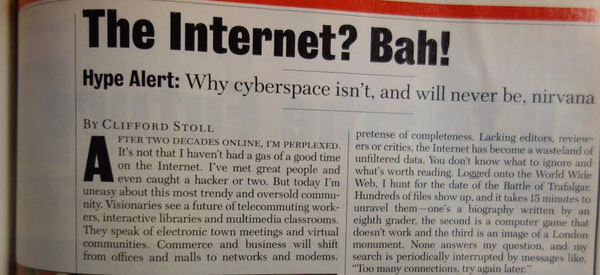 The Internet? Bah!
Hype Alert: Why cyberspace isn't, and will never be, nirvana
BY CLIFFORD STOLL
AFTER TWO DECADES ONLINE, I'M PERPLEXED.
It's not that I haven't had a gas of a good time
on the Internet. I've met great people and
even caught a hacker or two. But today I'm
uneasy about this most trendy and oversold commu-
nity. Visionaries see a future of telecommuting work-
ers, interactive libraries and multimedia classrooms.
They speak of electronic town meetings and virtual
communities. Commerce and business will shift
from offices and malls to networks and modems.
pretense of completeness. Lacking editors, review-
ers or critics, the Internet has become a wasteland of
unfiltered data. You don't know what to ignore and
what's worth reading. Logged onto the World Wide
Web, I hunt for the date of the Battle of Trafalgar.
Hundreds of files show up, and it takes 15 minutes to
unravel them—one's a biography written by an
eighth grader, the second is a computer game that
doesn't work and the third is an image of a London
monument. None answers my question, and my
search is periodically interrupted by messages like,
"Too many connections, try again later."